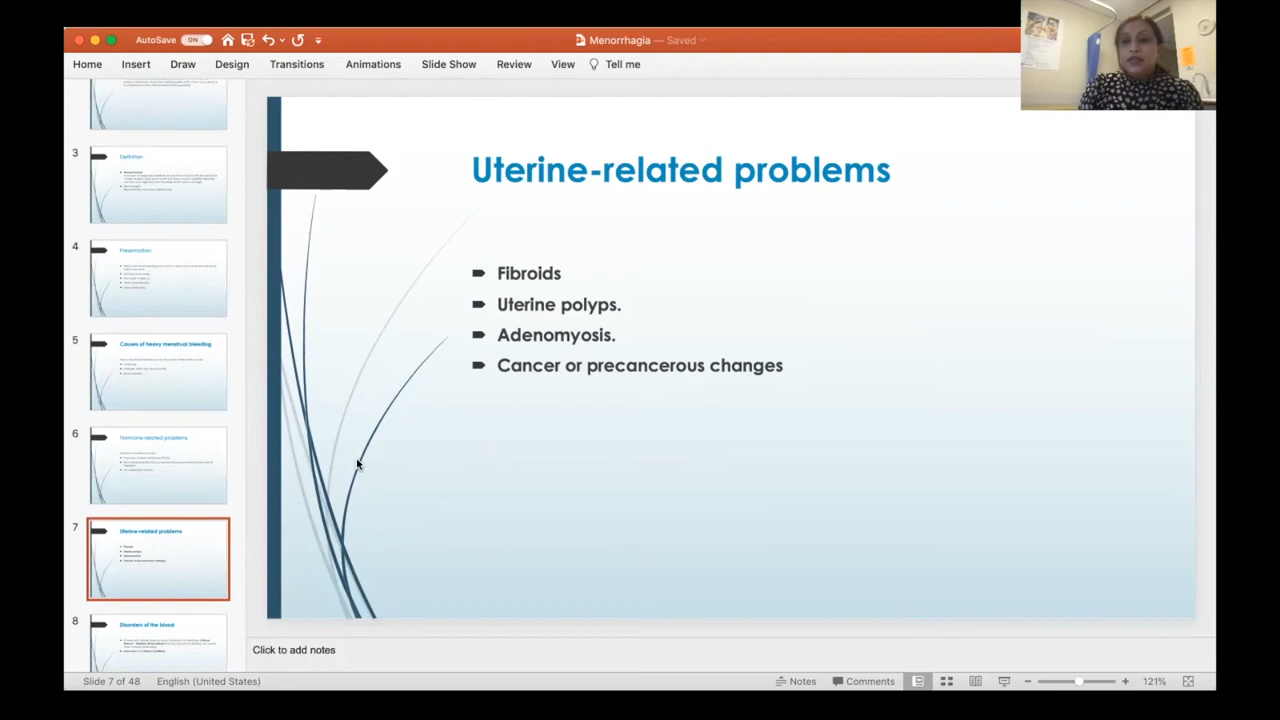 AutoSave ON
Menorrhagia — Saved
Home Insert Draw Design Transitions Animations Slide Show Review View Tell me
3
Definition
4
Presentation
5
Causes of heavy menstrual bleeding
6
Hormone-related problems
7
Uterine-related problems
8
Disorders of the blood
Uterine-related problems
Fibroids
Uterine polyps.
Adenomyosis.
Cancer or precancerous changes
Click to add notes
Slide 7 of 48 English (United States) Notes Comments 121%